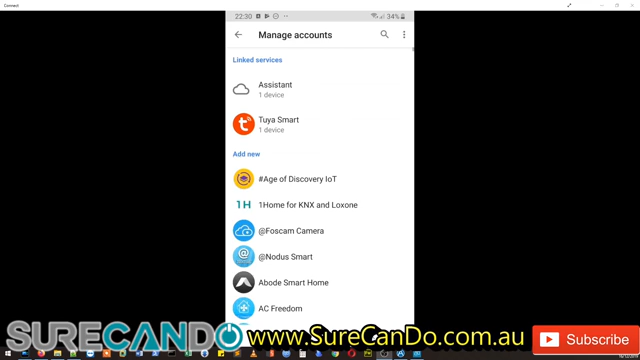 Connect
22:30
34%
Manage accounts
Linked services
Assistant
1 device
Tuya Smart
1 device
Add new
#Age of Discovery IoT
1H
1Home for KNX and Loxone
@Foscam Camera
@Nodus Smart
Abode Smart Home
AC Freedom
SURECANDO
www.SureCanDo.com.au
Subscribe